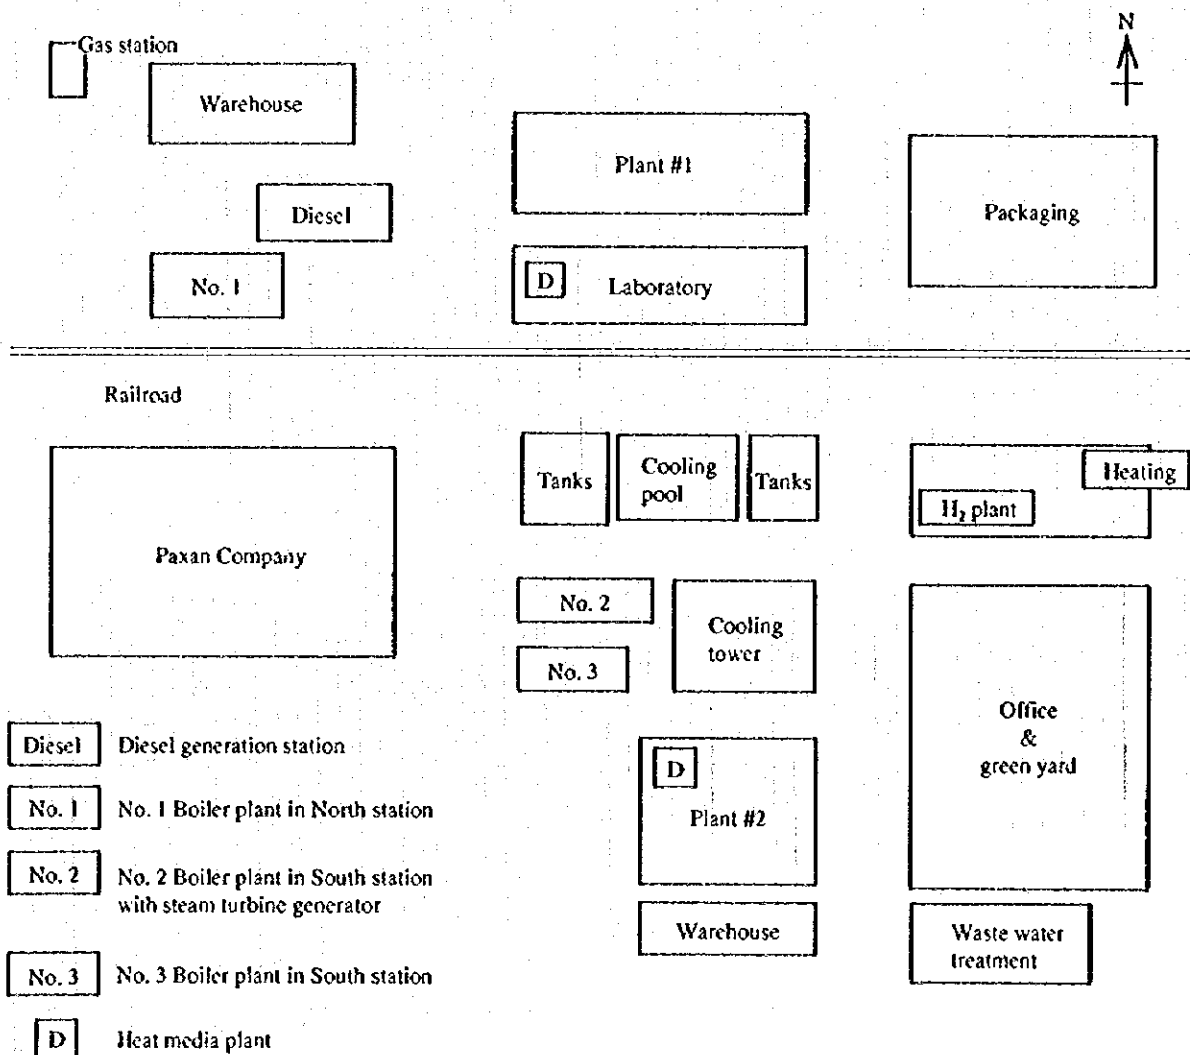 N
Gas station
Warehouse
Plant #1
Packaging
Diesel
No. 1
D
Laboratory
Railroad
Tanks
Cooling
pool
Tanks
Heating
H₂ plant
Paxan Company
No. 2
Cooling
tower
No. 3
Office
&
green yard
Diesel Diesel generation station
D
Plant #2
No. 1 No. 1 Boiler plant in North station
No. 2 No. 2 Boiler plant in South station
with steam turbine generator
Warehouse
Waste water
treatment
No. 3 No. 3 Boiler plant in South station
D Heat media plant